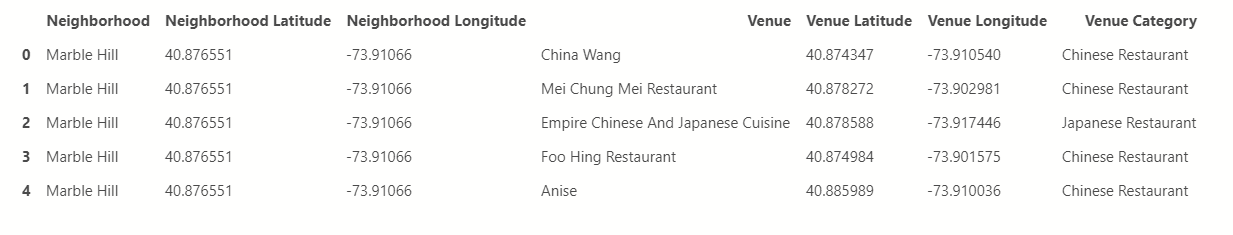 Neighborhood Neighborhood Latitude Neighborhood Longitude Venue Venue Latitude Venue Longitude Venue Category
0 Marble Hill 40.876551 -73.91066 China Wang 40.874347 -73.910540 Chinese Restaurant
1 Marble Hill 40.876551 -73.91066 Mei Chung Mei Restaurant 40.878272 -73.902981 Chinese Restaurant
2 Marble Hill 40.876551 -73.91066 Empire Chinese And Japanese Cuisine 40.878588 -73.917446 Japanese Restaurant
3 Marble Hill 40.876551 -73.91066 Foo Hing Restaurant 40.874984 -73.901575 Chinese Restaurant
4 Marble Hill 40.876551 -73.91066 Anise 40.885989 -73.910036 Chinese Restaurant